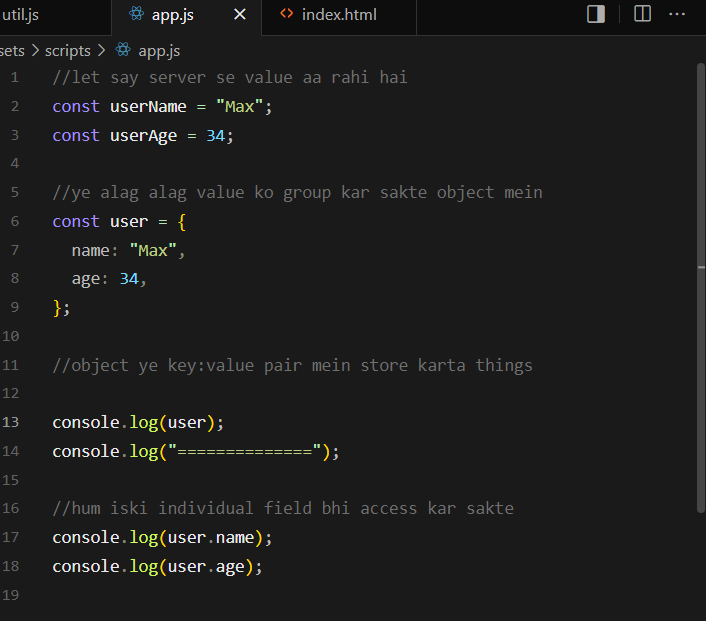 util.js app.js index.html
sets > scripts > app.js
1 //let say server se value aa rahi hai
2 const userName = "Max";
3 const userAge = 34;
4
5 //ye alag alag value ko group kar sakte object mein
6 const user = {
7 name: "Max",
8 age: 34,
9 };
10
11 //object ye key:value pair mein store karta things
12
13 console.log(user);
14 console.log("==============");
15
16 //hum iski individual field bhi access kar sakte
17 console.log(user.name);
18 console.log(user.age);
19